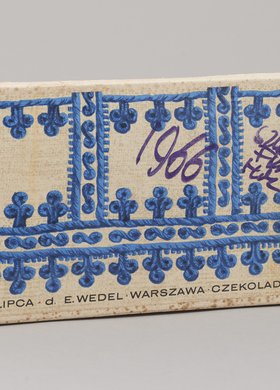 1966
LIPCA · d. E. WEDEL · WARSZAWA · CZEKOLAD